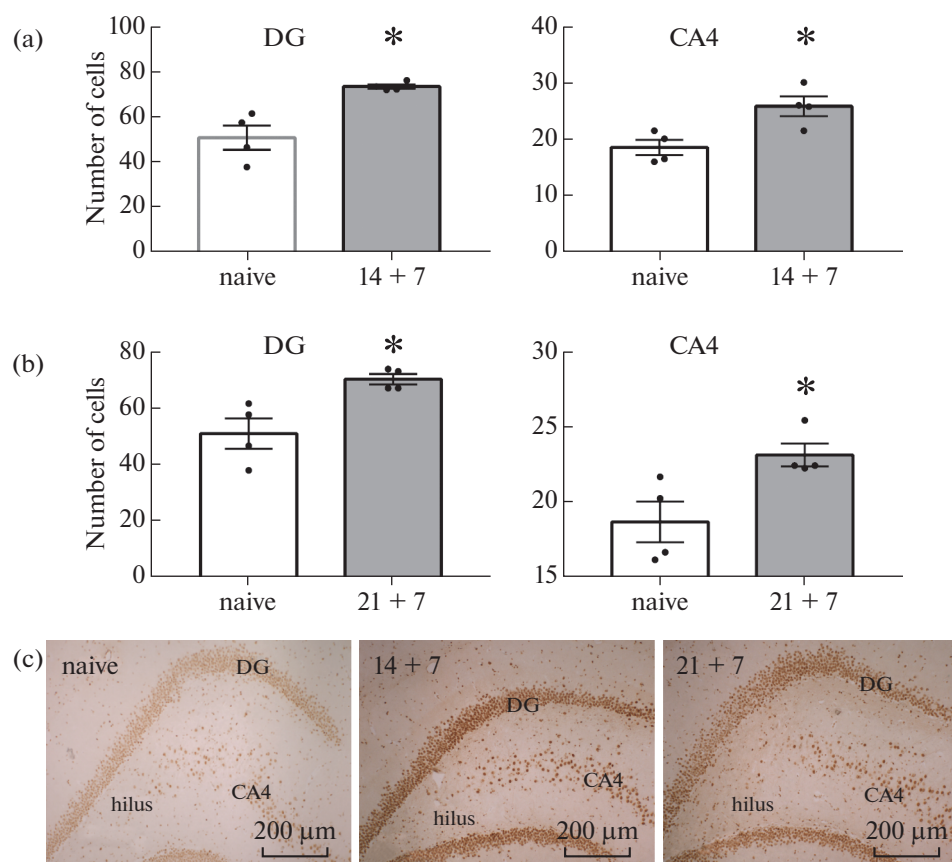 (a)
DG
*
Number of cells
100
80
60
40
20
0
naive
14 + 7
CA4
*
40
30
20
10
0
naive
14 + 7
(b)
DG
*
Number of cells
80
60
40
20
0
naive
21 + 7
CA4
*
30
25
20
15
naive
21 + 7
(c)
naive
DG
CA4
hilus
200 μm
14 + 7
DG
CA4
hilus
200 μm
21 + 7
DG
CA4
hilus
200 μm